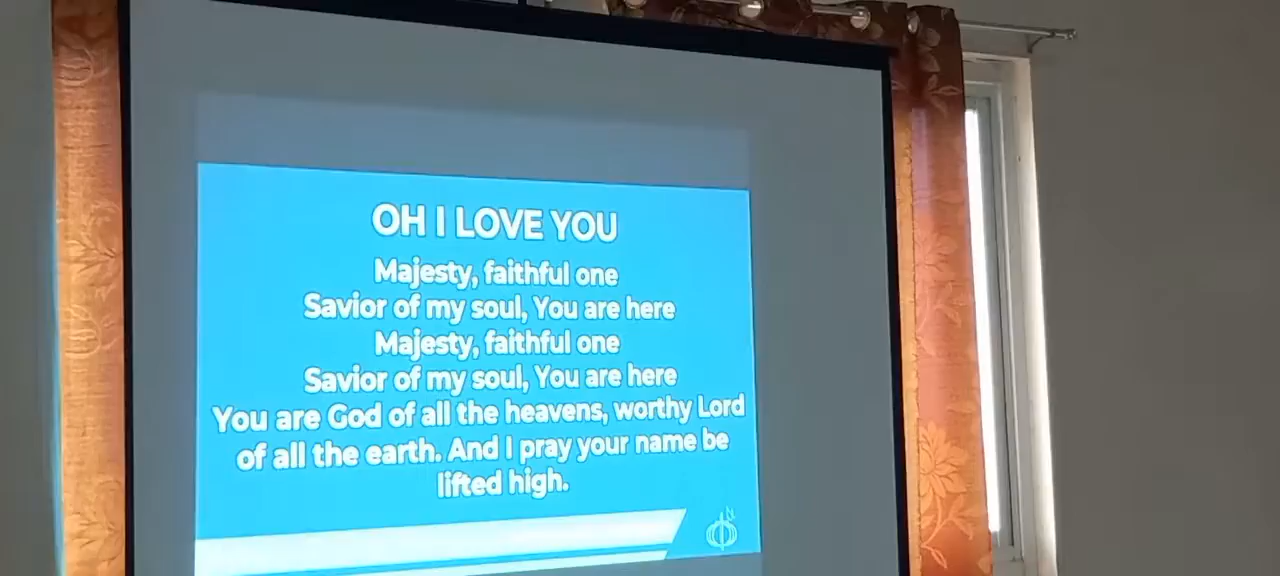 OH I LOVE YOU
Majesty, faithful one
Savior of my soul, You are here
Majesty, faithful one
Savior of my soul, You are here
You are God of all the heavens, worthy Lord
of all the earth. And I pray your name be
lifted high.